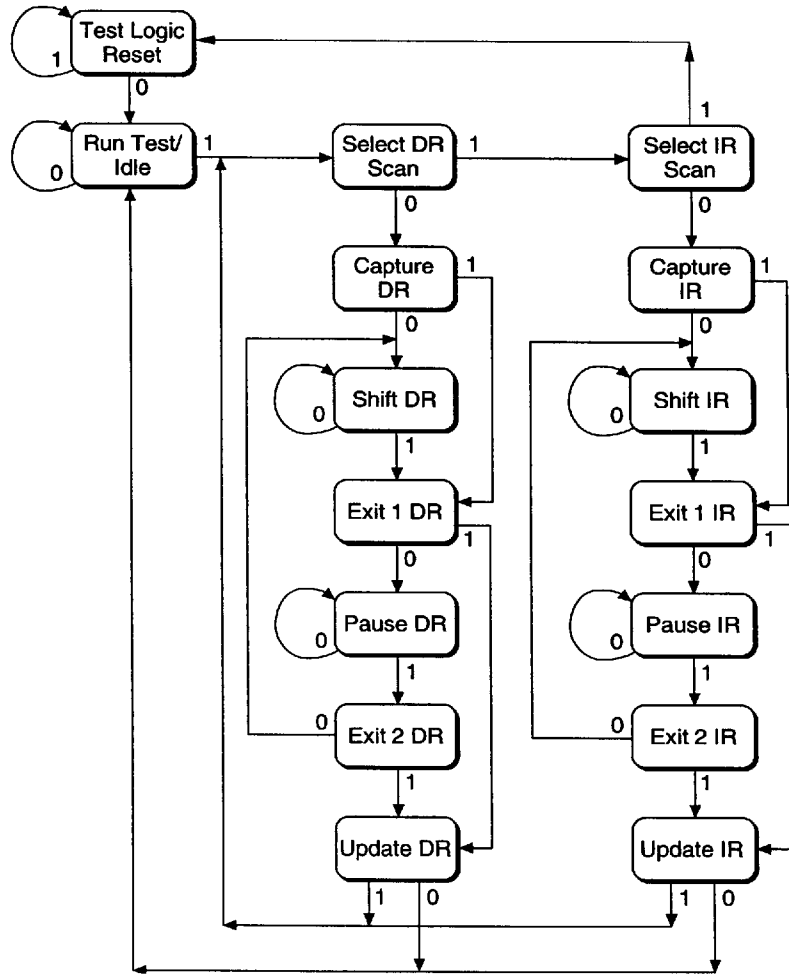 Test Logic
Reset
1
0
1
Run Test/
Idle
1
0
Select DR
Scan
1
Select IR
Scan
0
0
Capture
DR
1
Capture
IR
1
0
0
Shift DR
0
Shift IR
0
1
1
Exit 1 DR
1
Exit 1 IR
1
0
0
Pause DR
0
Pause IR
0
1
1
0
Exit 2 DR
0
Exit 2 IR
1
1
Update DR
Update IR
1
0
1
0